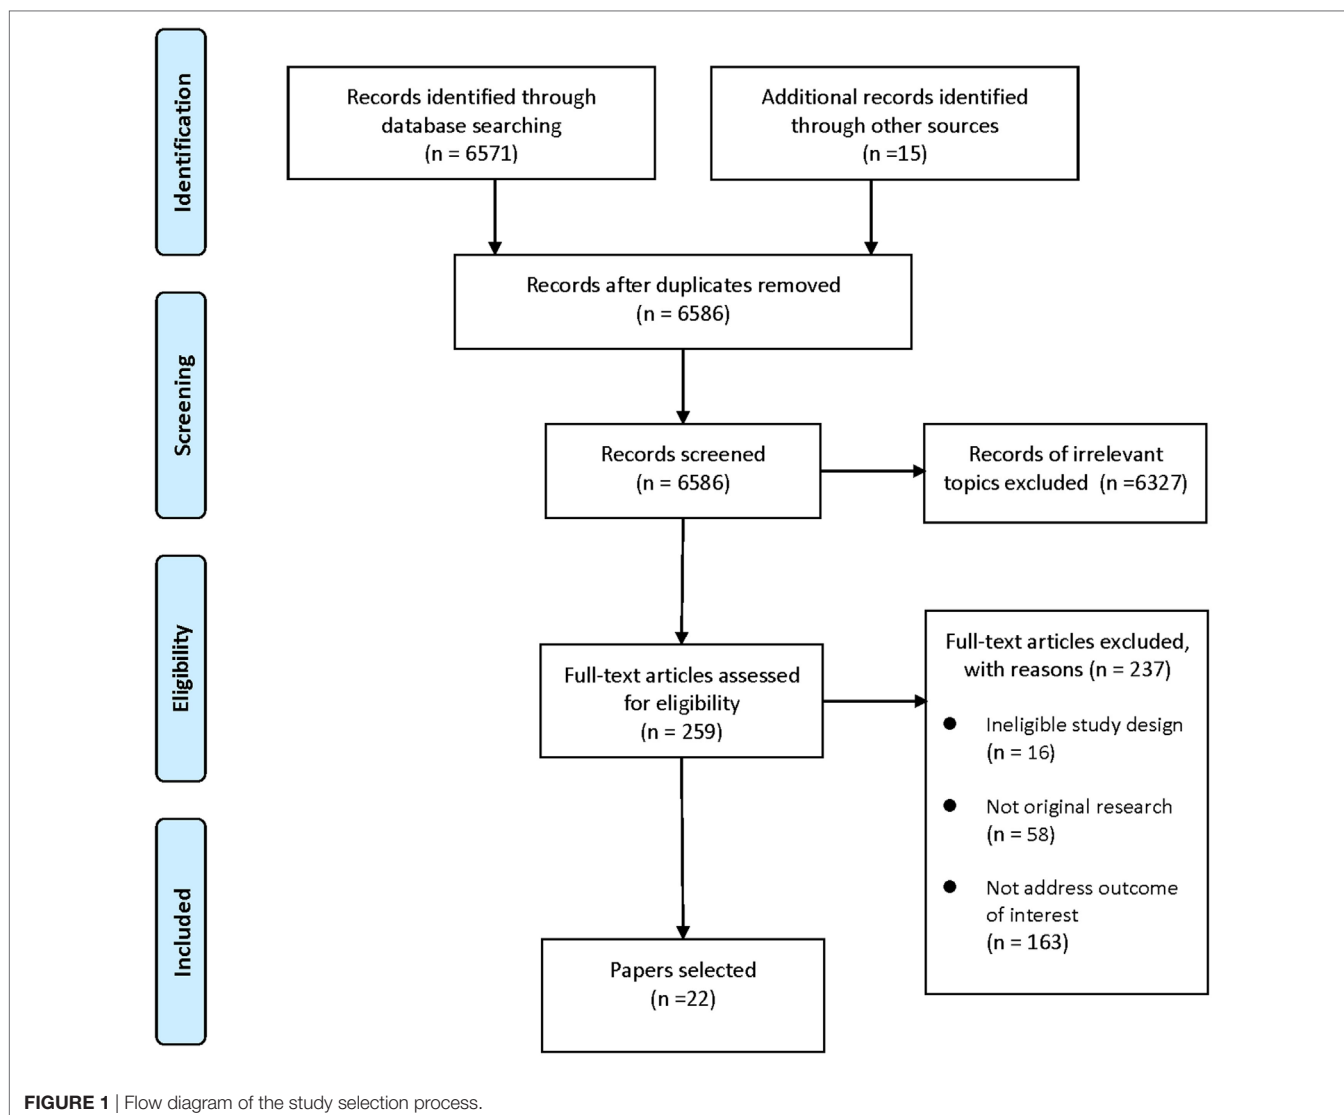 Identification
Records identified through
database searching
(n = 6571)
Additional records identified
through other sources
(n =15)
Records after duplicates removed
(n = 6586)
Screening
Records screened
(n = 6586)
Records of irrelevant
topics excluded (n =6327)
Eligibility
Full-text articles assessed
for eligibility
(n = 259)
Full-text articles excluded,
with reasons (n = 237)
● Ineligible study design
(n = 16)
● Not original research
(n = 58)
● Not address outcome
of interest
(n = 163)
Included
Papers selected
(n =22)
FIGURE 1 | Flow diagram of the study selection process.